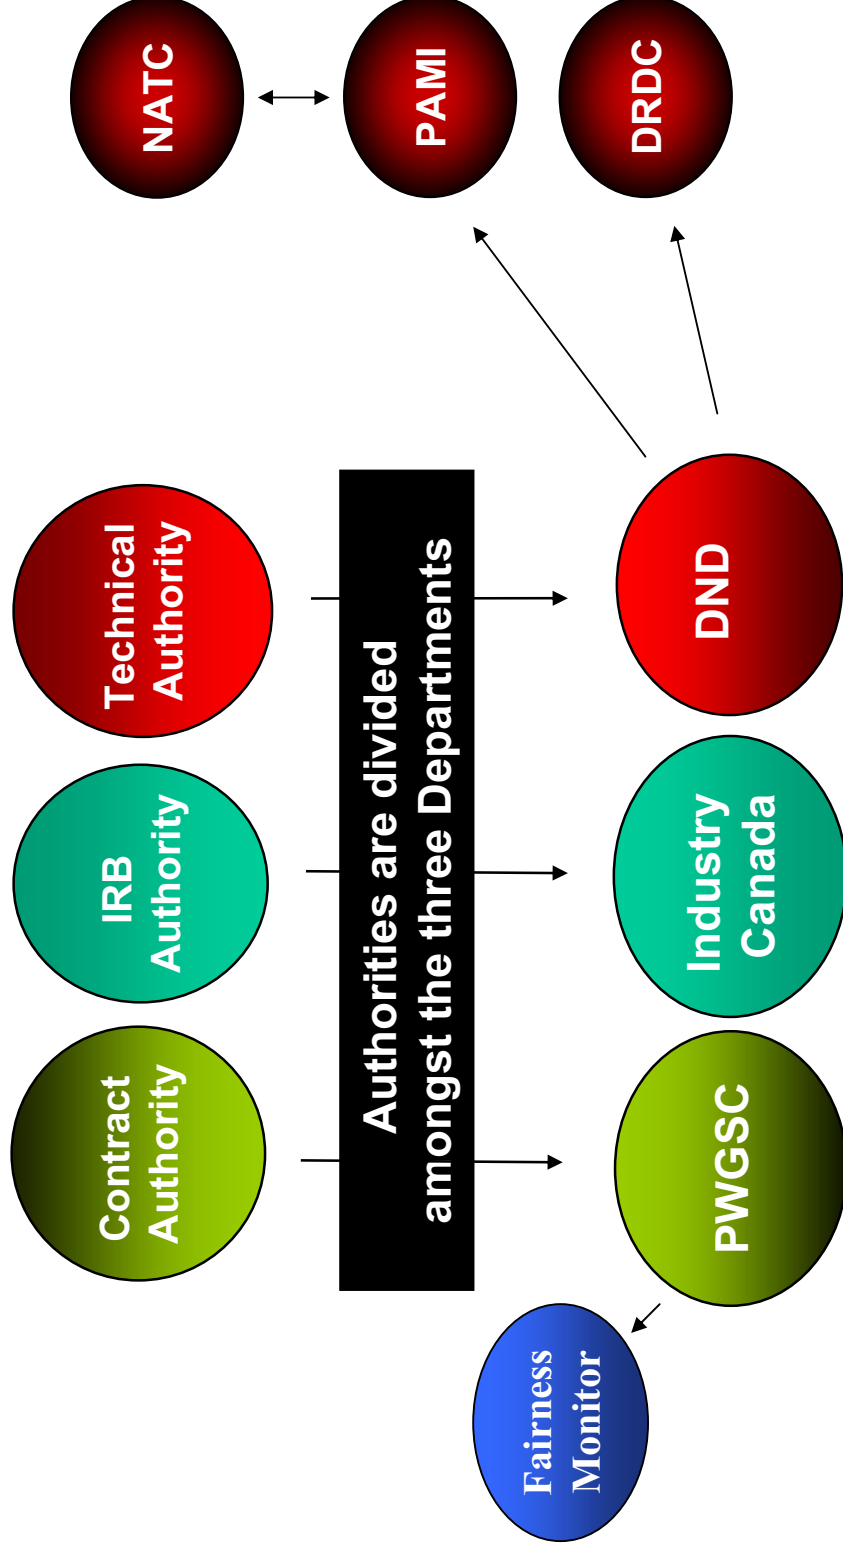 Contract
Authority
IRB
Authority
Technical
Authority
NATC
Authorities are divided
amongst the three Departments
PAMI
Fairness
Monitor
PWGSC
Industry
Canada
DND
DRDC